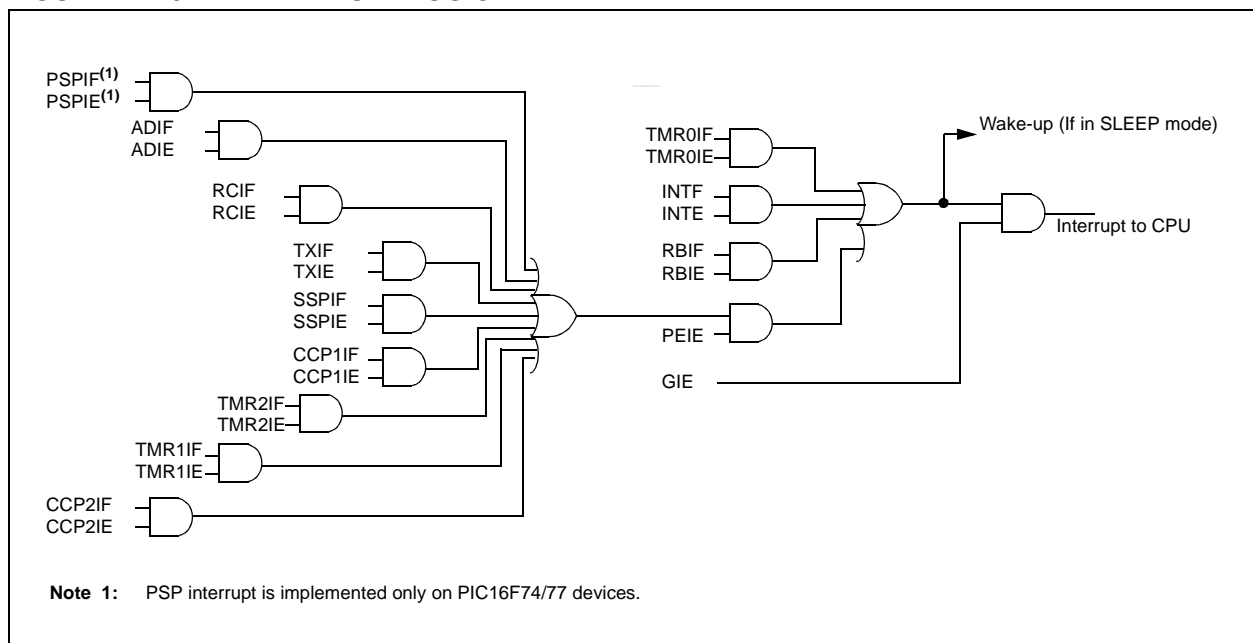 PSPIF(1)
PSPIE(1)
ADIF
ADIE
RCIF
RCIE
TXIF
TXIE
SSPIF
SSPIE
CCP1IF
CCP1IE
TMR2IF
TMR2IE
TMR1IF
TMR1IE
CCP2IF
CCP2IE
TMR0IF
TMR0IE
INTF
INTE
RBIF
RBIE
PEIE
GIE
Wake-up (If in SLEEP mode)
Interrupt to CPU
Note 1: PSP interrupt is implemented only on PIC16F74/77 devices.